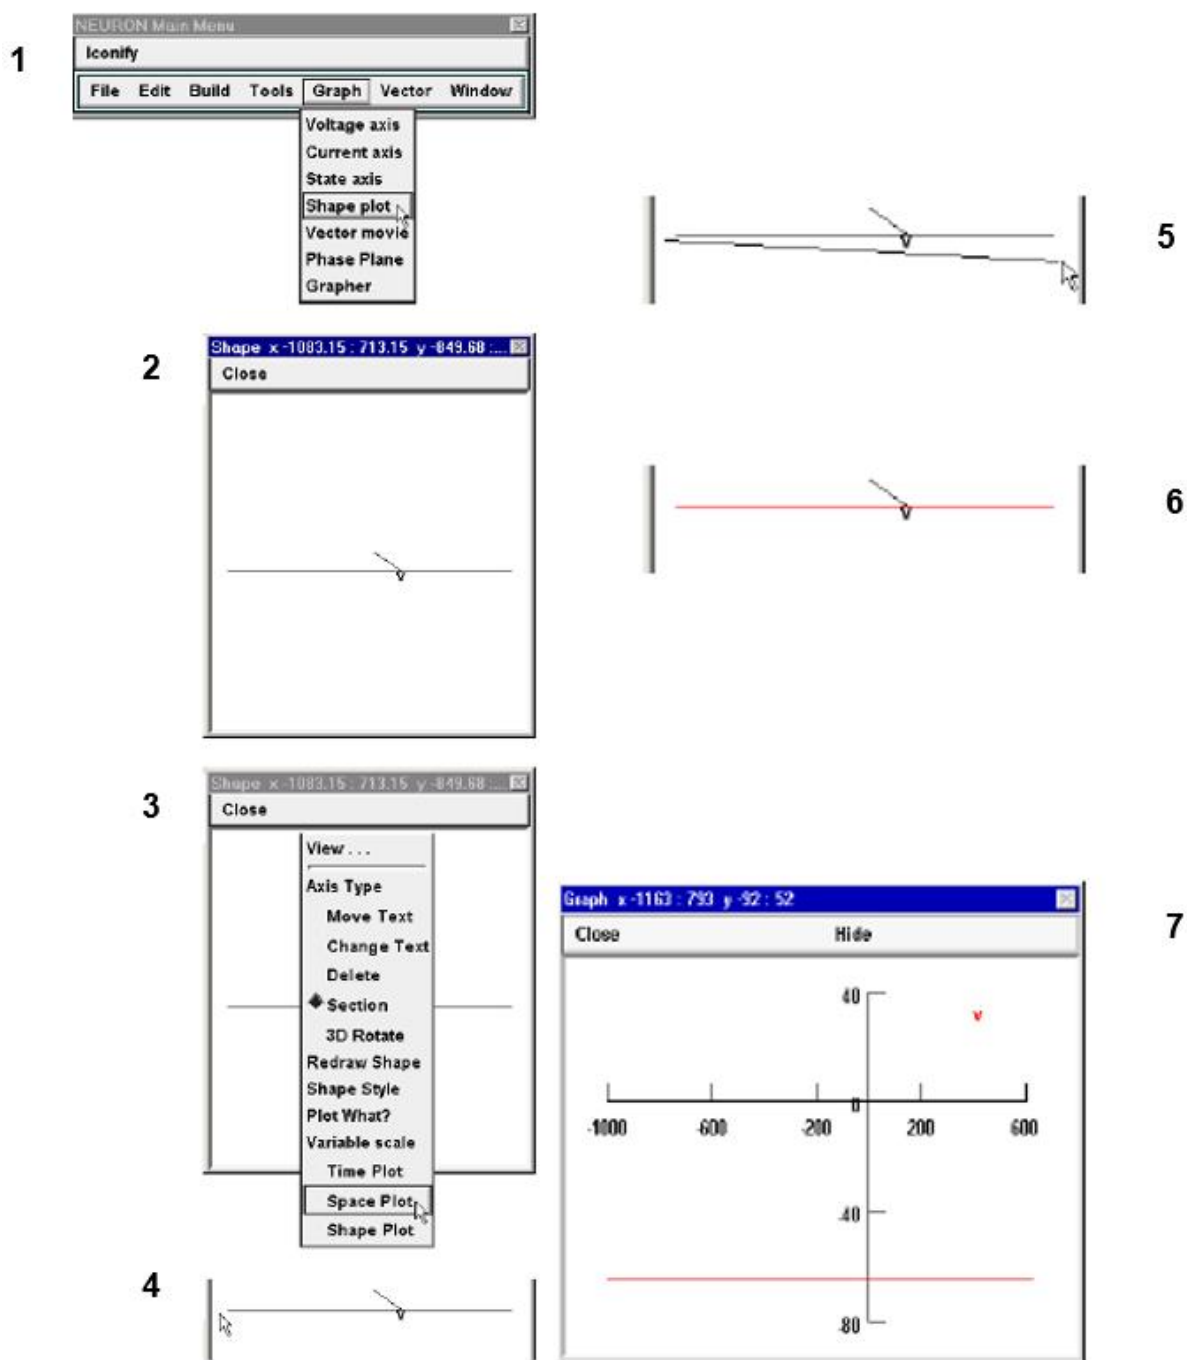 1
NEURON Main Menu
Iconify
File Edit Build Tools Graph Vector Window
Voltage axis
Current axis
State axis
Shape plot
Vector movie
Phase Plane
Grapher
2
Shape x -1083.15 : 713.15 y -849.68 :...
Close
3
Shape x -1083.15 : 713.15 y -849.68 :...
Close
View . . .
Axis Type
Move Text
Change Text
Delete
Section
3D Rotate
Redraw Shape
Shape Style
Plot What?
Variable scale
Time Plot
Space Plot
Shape Plot
4
5
6
7
Graph x -1163 : 793 y -92 : 52
Close Hide
40
v
0
-1000 -600 -200 200 600
-40
-80